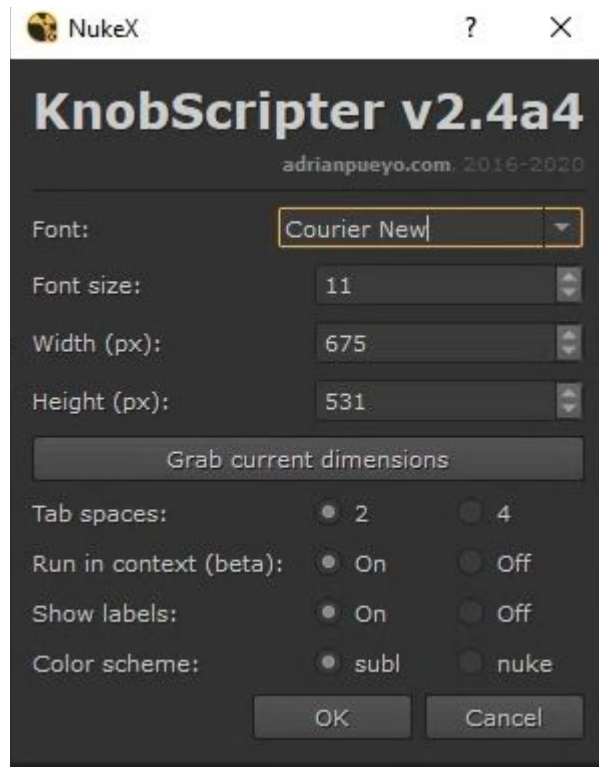 NukeX ? ×
KnobScripter v2.4a4
adrianpueyo.com, 2016-2020
Font: Courier New
Font size: 11
Width (px): 675
Height (px): 531
Grab current dimensions
Tab spaces: 2 4
Run in context (beta): On Off
Show labels: On Off
Color scheme: subl nuke
OK Cancel